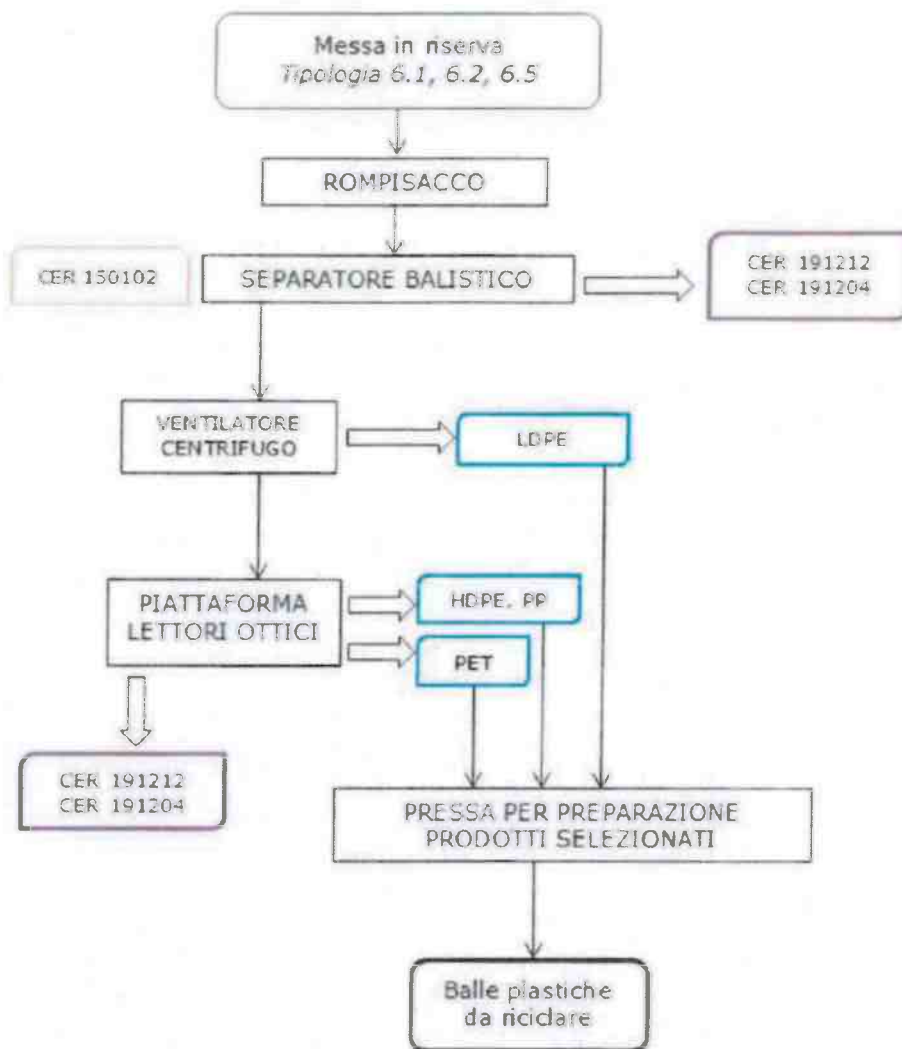 Messa in riserva
Tipologia 6.1, 6.2, 6.5
ROMPISACCO
CER 150102
SEPARATORE BALISTICO
CER 191212
CER 191204
VENTILATORE
CENTRIFUGO
LDPE
PIATTAFORMA
LETTORI OTTICI
HDPE, PP
PET
CER 191212
CER 191204
PRESSA PER PREPARAZIONE
PRODOTTI SELEZIONATI
Balle plastiche
da riciclare